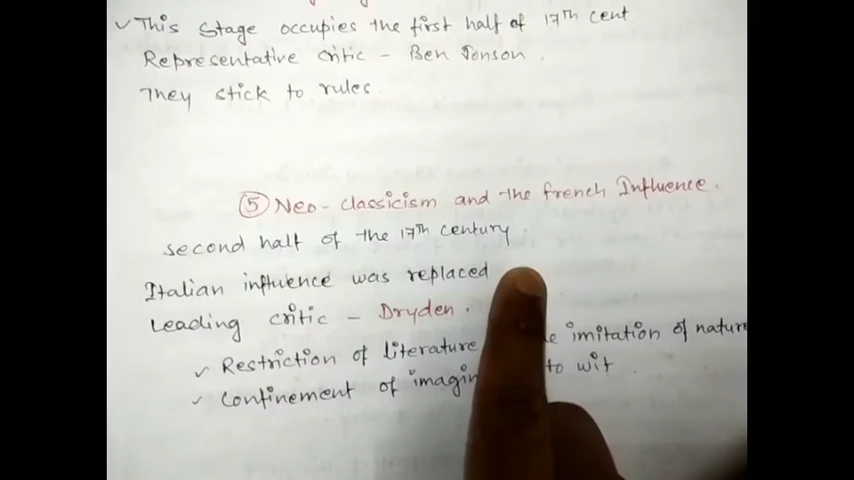 ✓ This Stage occupies the first half of 17th cent
Representative critic - Ben Jonson.
They stick to rules.
⑤ Neo-classicism and the french Influence.
second half of the 17th century
Italian influence was replaced
Leading critic - Dryden.
✓ Restriction of literature imitation of nature
✓ Confinement of to wit.